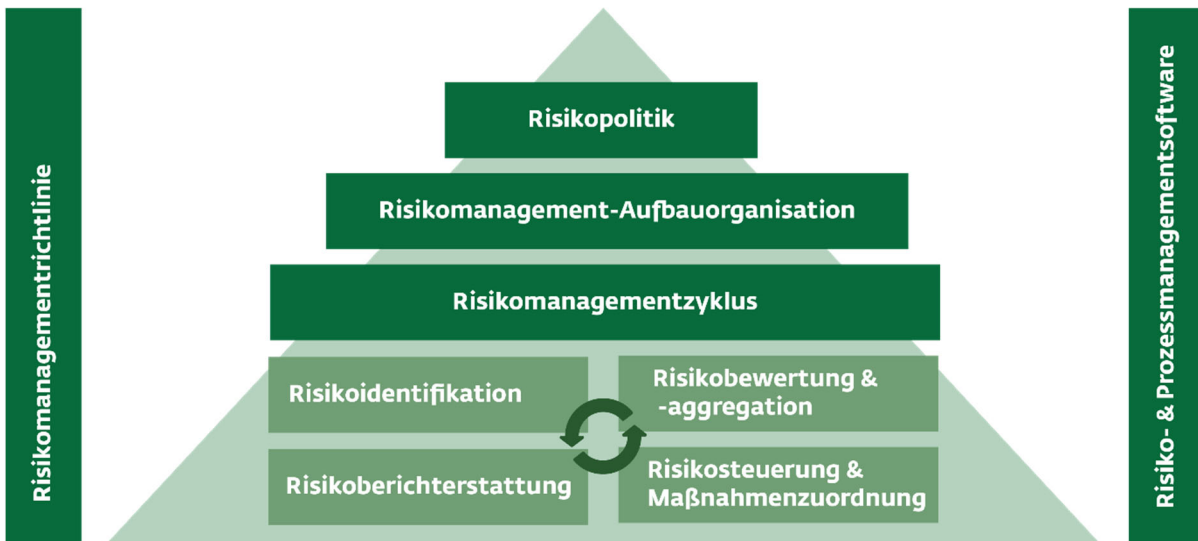 Risikomanagementrichtlinie
Risikopolitik
Risikomanagement-Aufbauorganisation
Risikomanagementzyklus
Risikoidentifikation
Risikobewertung &
-aggregation
Risikoberichterstattung
Risikosteuerung &
Maßnahmenzuordnung
Risiko- & Prozessmanagementsoftware